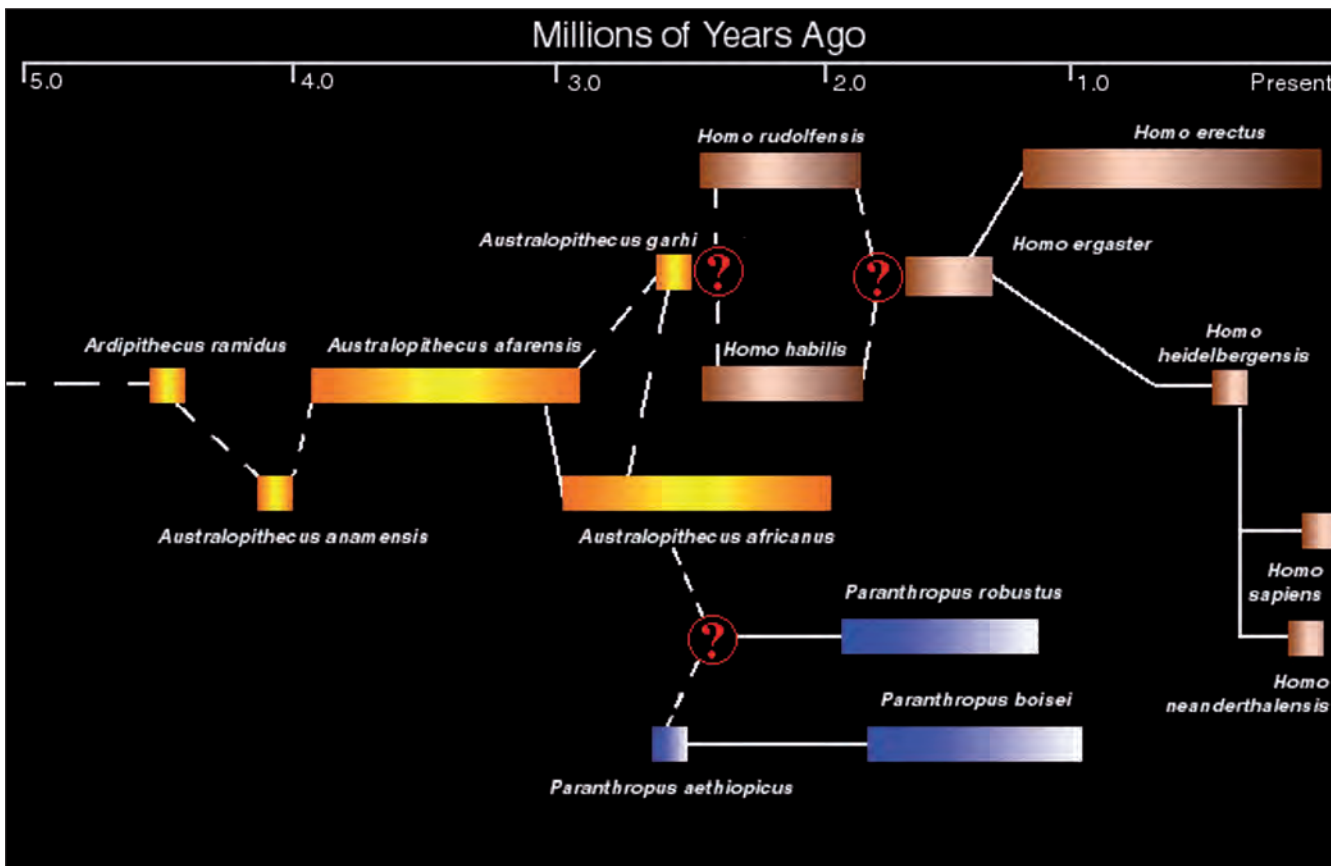 Millions of Years Ago
5.0 4.0 3.0 2.0 1.0 Present
Homo rudolfensis
Homo erectus
Australopithecus garhi
Homo ergaster
?
?
Ardipithecus ramidus
Australopithecus afarensis
Homo habilis
Homo
heidelbergensis
Australopithecus anamensis
Australopithecus africanus
Homo
sapiens
Paranthropus robustus
?
Paranthropus boisei
Homo
neanderthalensis
Paranthropus aethiopicus